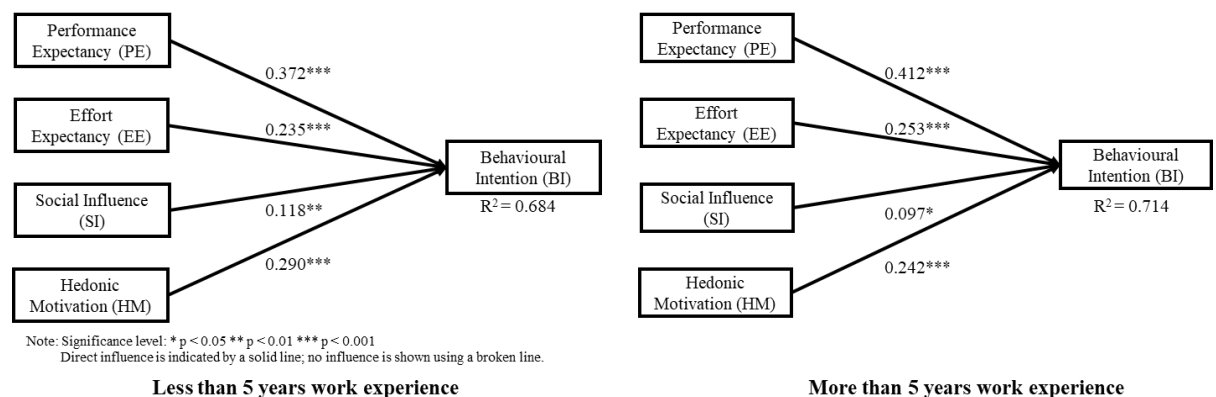 Performance
Expectancy (PE)
0.372***
Effort
Expectancy (EE)
0.235***
Behavioural
Intention (BI)
R² = 0.684
Social Influence
(SI)
0.118**
0.290***
Hedonic
Motivation (HM)
Note: Significance level: * p < 0.05 ** p < 0.01 *** p < 0.001
Direct influence is indicated by a solid line; no influence is shown using a broken line.
Less than 5 years work experience
Performance
Expectancy (PE)
0.412***
Effort
Expectancy (EE)
0.253***
Behavioural
Intention (BI)
R² = 0.714
Social Influence
(SI)
0.097*
0.242***
Hedonic
Motivation (HM)
More than 5 years work experience